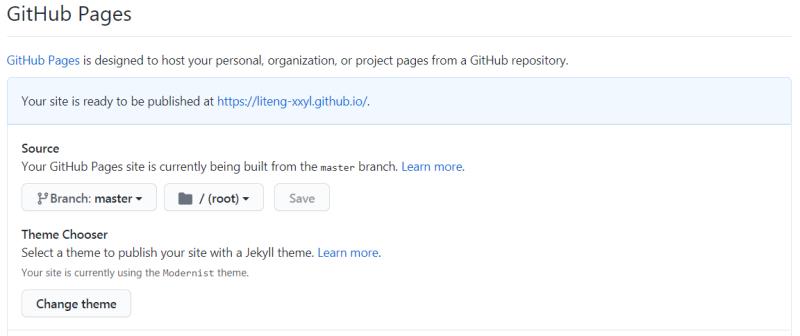 GitHub Pages
GitHub Pages is designed to host your personal, organization, or project pages from a GitHub repository.
Your site is ready to be published at https://liteng-xxyl.github.io/.
Source
Your GitHub Pages site is currently being built from the master branch. Learn more.
Branch: master / (root) Save
Theme Chooser
Select a theme to publish your site with a Jekyll theme. Learn more.
Your site is currently using the Modernist theme.
Change theme